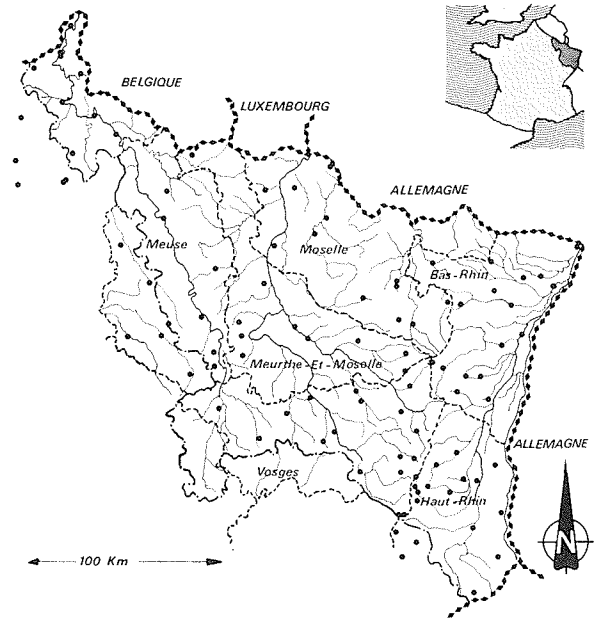 BELGIQUE
LUXEMBOURG
ALLEMAGNE
Meuse
Moselle
Bas-Rhin
Meurthe-Et-Moselle
ALLEMAGNE
Vosges
Haut-Rhin
N
100 Km